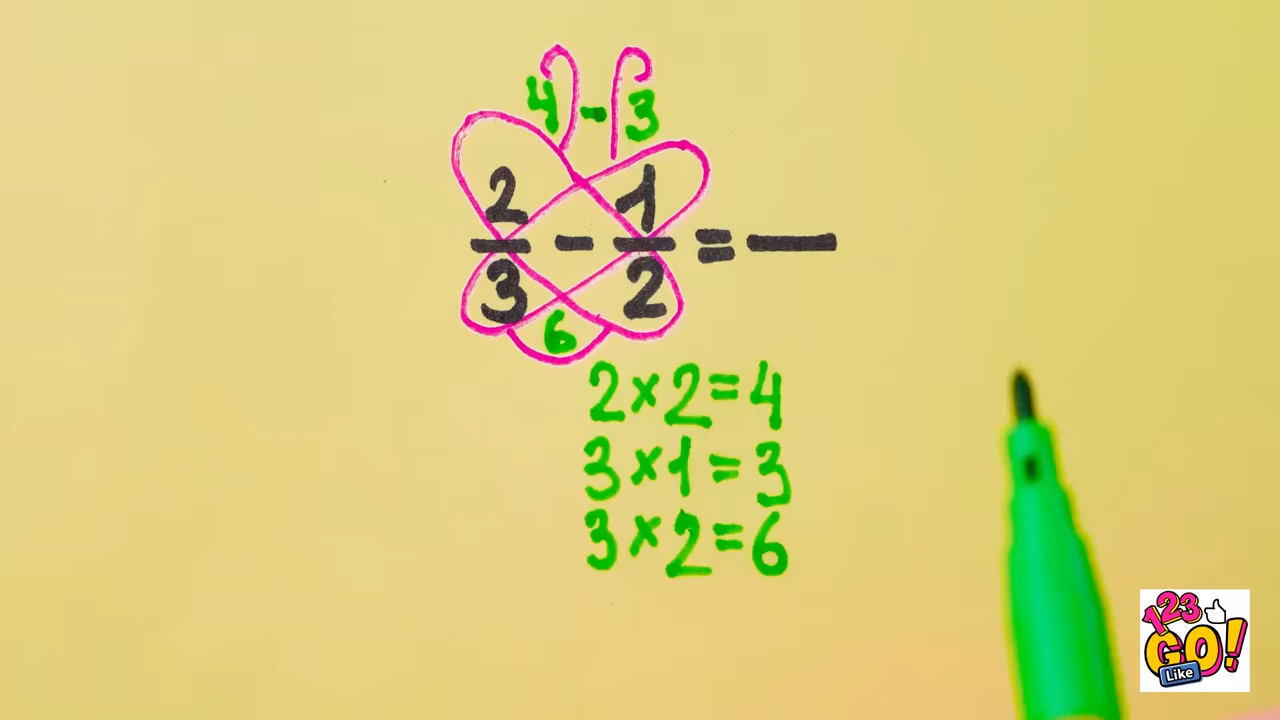 4 - 3
2/3 - 1/2 = —
6
2×2=4
3×1=3
3×2=6
123
GO!
Like